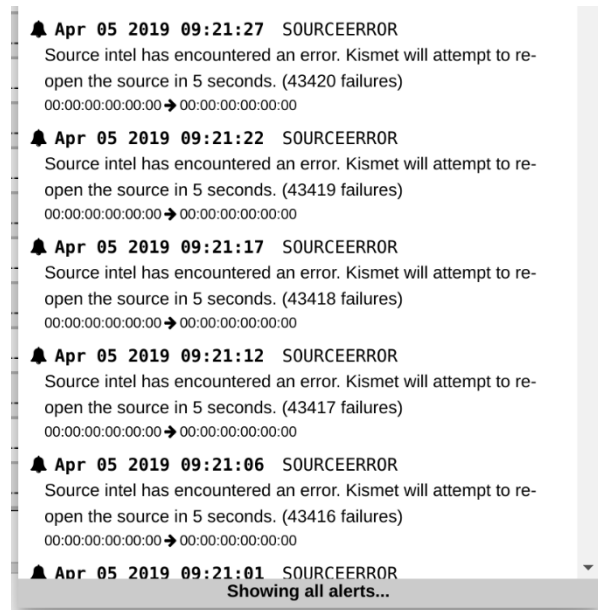 Apr 05 2019 09:21:27 SOURCEERROR
Source intel has encountered an error. Kismet will attempt to re-
open the source in 5 seconds. (43420 failures)
00:00:00:00:00:00 → 00:00:00:00:00:00
Apr 05 2019 09:21:22 SOURCEERROR
Source intel has encountered an error. Kismet will attempt to re-
open the source in 5 seconds. (43419 failures)
00:00:00:00:00:00 → 00:00:00:00:00:00
Apr 05 2019 09:21:17 SOURCEERROR
Source intel has encountered an error. Kismet will attempt to re-
open the source in 5 seconds. (43418 failures)
00:00:00:00:00:00 → 00:00:00:00:00:00
Apr 05 2019 09:21:12 SOURCEERROR
Source intel has encountered an error. Kismet will attempt to re-
open the source in 5 seconds. (43417 failures)
00:00:00:00:00:00 → 00:00:00:00:00:00
Apr 05 2019 09:21:06 SOURCEERROR
Source intel has encountered an error. Kismet will attempt to re-
open the source in 5 seconds. (43416 failures)
00:00:00:00:00:00 → 00:00:00:00:00:00
Apr 05 2019 09:21:01 SOURCEERROR
Showing all alerts...